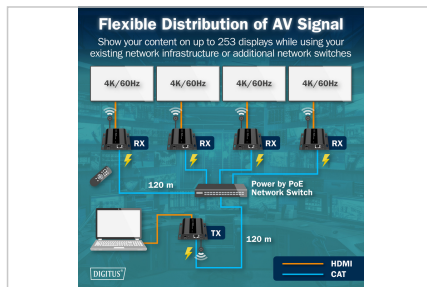 Flexible Distribution of AV Signal
Show your content on up to 253 displays while using your
existing network infrastructure or additional network switches
4K/60Hz 4K/60Hz 4K/60Hz 4K/60Hz
RX RX RX RX
120 m
Power by PoE
Network Switch
TX
120 m
DIGITUS
HDMI
CAT